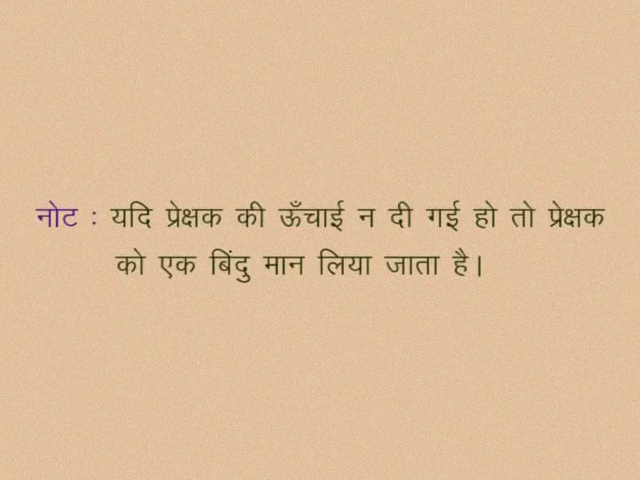 नोट : यदि प्रेक्षक की ऊँचाई न दी गई हो तो प्रेक्षक
को एक बिंदु मान लिया जाता है।